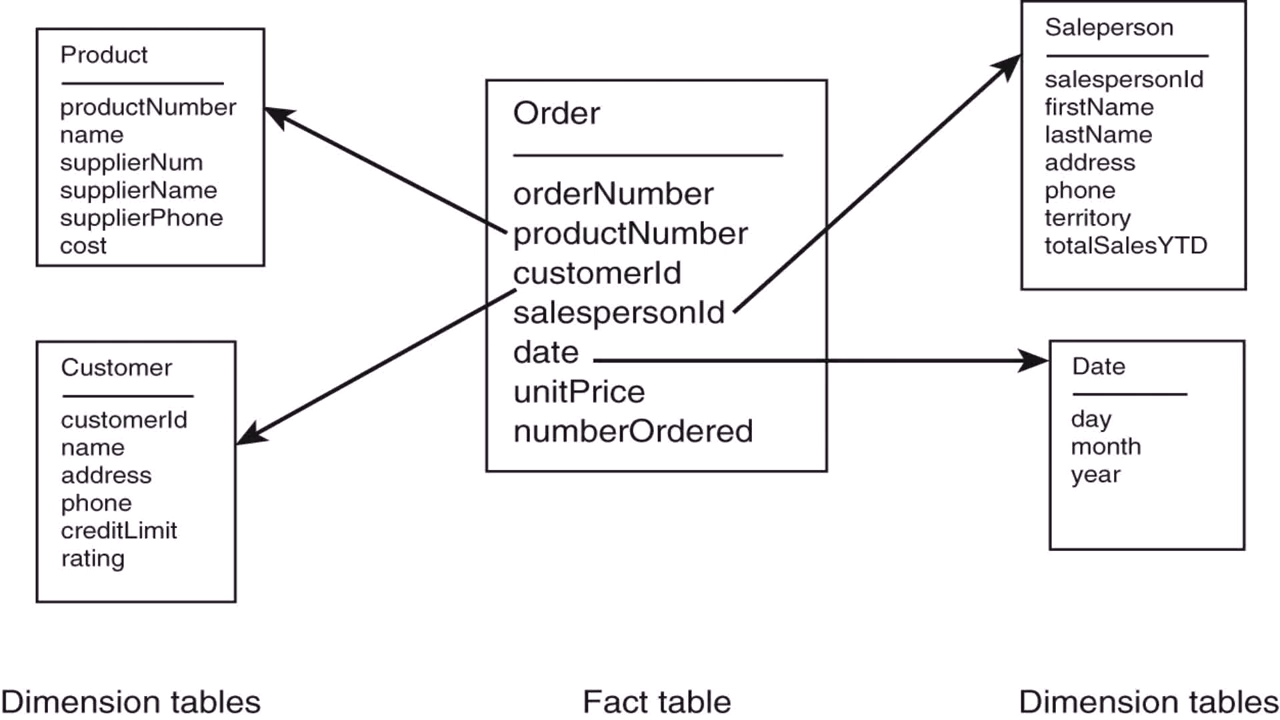 Product
productNumber
name
supplierNum
supplierName
supplierPhone
cost
Customer
customerId
name
address
phone
creditLimit
rating
Order
orderNumber
productNumber
customerId
salespersonId
date
unitPrice
numberOrdered
Saleperson
salespersonId
firstName
lastName
address
phone
territory
totalSalesYTD
Date
day
month
year
Dimension tables
Fact table
Dimension tables